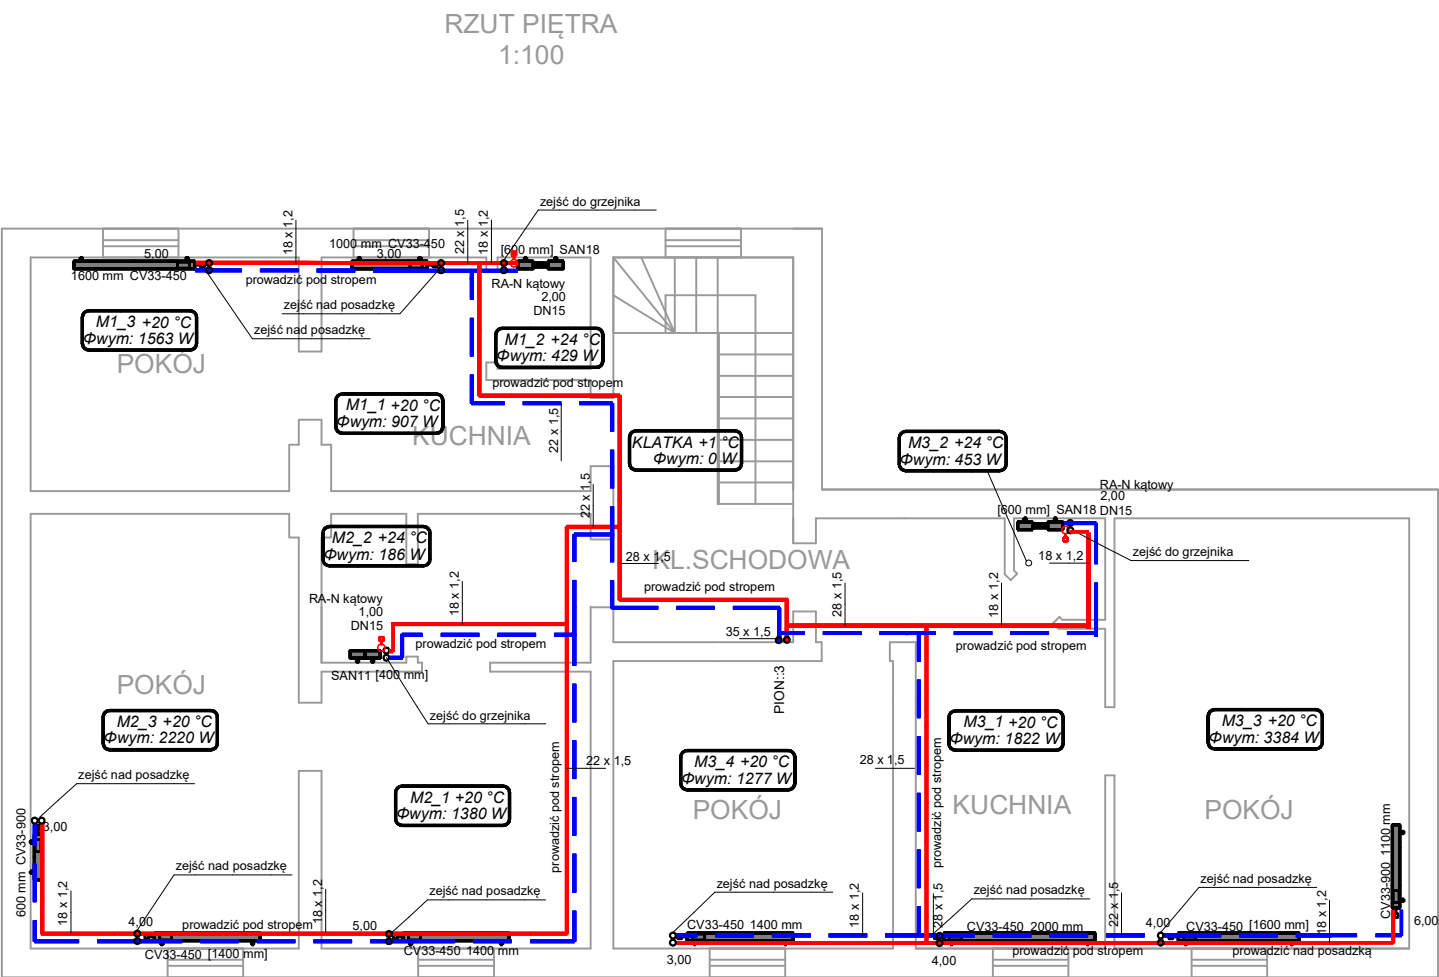 RZUT PIĘTRA
1:100
zejść do grzejnika
18 x 1,2
22 x 1,5
18 x 1,2
1000 mm CV33-450
3,00
[600 mm] SAN18
5,00
1600 mm CV33-450
prowadzić pod stropem
RA-N kątowy
2,00
DN15
zejść nad posadzkę
zejść nad posadzkę
M1_3 +20 °C
Φwym: 1563 W
POKÓJ
M1_2 +24 °C
Φwym: 429 W
prowadzić pod stropem
M1_1 +20 °C
Φwym: 907 W
KUCHNIA
22 x 1,5
KLATKA +1 °C
Φwym: 0 W
M3_2 +24 °C
Φwym: 453 W
22 x 1,5
RA-N kątowy
2,00
DN15
[600 mm] SAN18
M2_2 +24 °C
Φwym: 186 W
28 x 1,5
KL.SCHODOWA
18 x 1,2
zejść do grzejnika
prowadzić pod stropem
28 x 1,5
18 x 1,2
RA-N kątowy
1,00
DN15
18 x 1,2
35 x 1,5
prowadzić pod stropem
prowadzić pod stropem
SAN11 [400 mm]
POKÓJ
PION::3
zejść do grzejnika
M2_3 +20 °C
Φwym: 2220 W
M3_1 +20 °C
Φwym: 1822 W
M3_3 +20 °C
Φwym: 3384 W
22 x 1,5
28 x 1,5
M3_4 +20 °C
Φwym: 1277 W
zejść nad posadzkę
prowadzić pod stropem
prowadzić pod stropem
M2_1 +20 °C
Φwym: 1380 W
POKÓJ
KUCHNIA
POKÓJ
3,00
600 mm CV33-900
CV33-900 1100 mm
zejść nad posadzkę
zejść nad posadzkę
zejść nad posadzkę
zejść nad posadzkę
zejść nad posadzkę
18 x 1,2
18 x 1,2
18 x 1,2
28 x 1,5
22 x 1,5
18 x 1,2
4,00
prowadzić pod stropem
5,00
CV33-450 1400 mm
CV33-450 2000 mm
4,00
CV33-450 [1600 mm]
6,00
CV33-450 [1400 mm]
CV33-450 1400 mm
3,00
4,00
prowadzić pod stropem
prowadzić nad posadzką